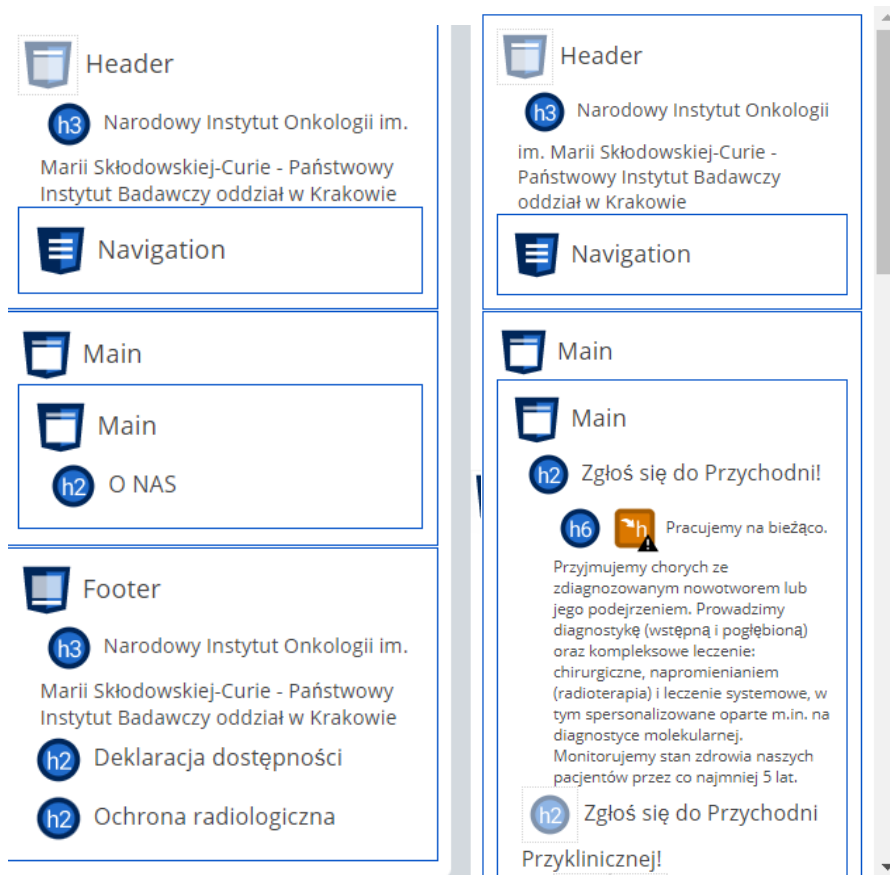 Header
h3 Narodowy Instytut Onkologii im.
Marii Skłodowskiej-Curie - Państwowy
Instytut Badawczy oddział w Krakowie
Navigation
Main
Main
h2 O NAS
Footer
h3 Narodowy Instytut Onkologii im.
Marii Skłodowskiej-Curie - Państwowy
Instytut Badawczy oddział w Krakowie
h2 Deklaracja dostępności
h2 Ochrona radiologiczna
Header
h3 Narodowy Instytut Onkologii
im. Marii Skłodowskiej-Curie -
Państwowy Instytut Badawczy
oddział w Krakowie
Navigation
Main
Main
h2 Zgłoś się do Przychodni!
h6 h Pracujemy na bieżąco.
Przyjmujemy chorych ze
zdiagnozowanym nowotworem lub
jego podejrzeniem. Prowadzimy
diagnostykę (wstępną i pogłębioną)
oraz kompleksowe leczenie:
chirurgiczne, napromienianiem
(radioterapia) i leczenie systemowe, w
tym spersonalizowane oparte m.in. na
diagnostyce molekularnej.
Monitorujemy stan zdrowia naszych
pacjentów przez co najmniej 5 lat.
h2 Zgłoś się do Przychodni
Przyklinicznej!